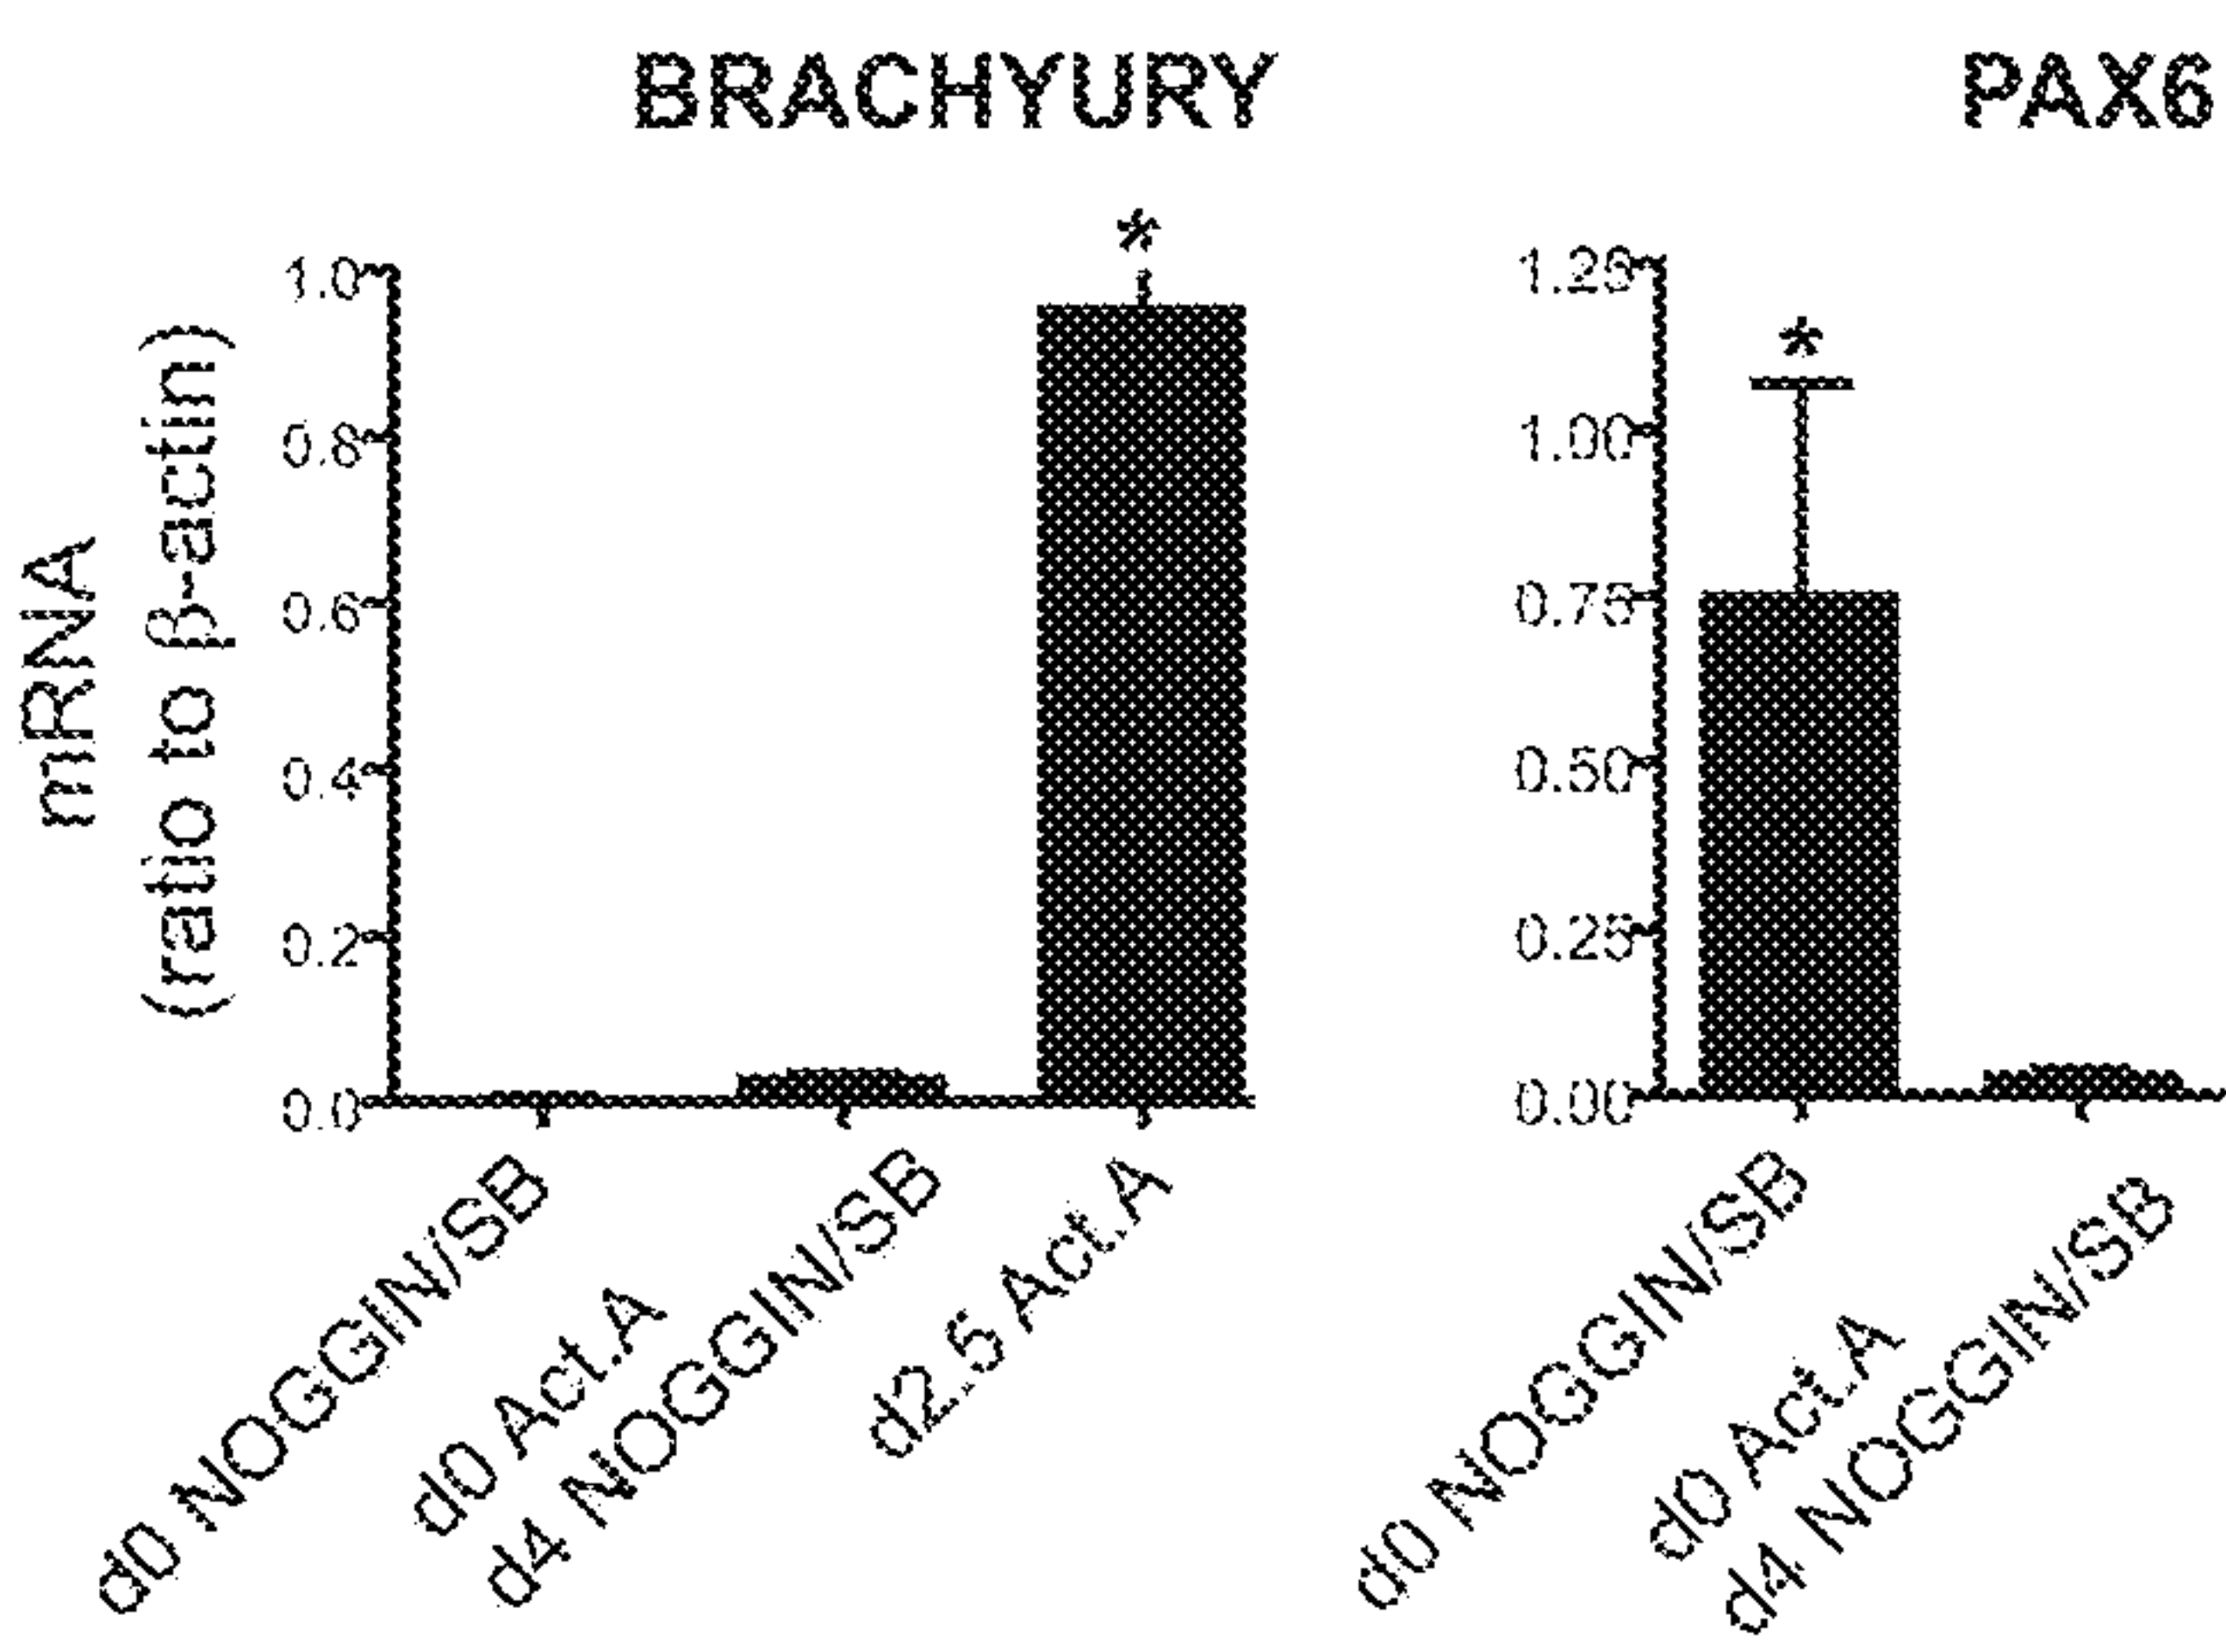 BRACHYURY
PAX6
mRNA
(ratio to β-actin)
*
1.0
0.8
0.6
0.4
0.2
0.0
d0 NOGGIN/SB
d0 Act.A
d4 NOGGIN/SB
d2.5 Act.A
*
1.25
1.00
0.75
0.50
0.25
0.00
d0 NOGGIN/SB
d0 Act.A
d4 NOGGIN/SB